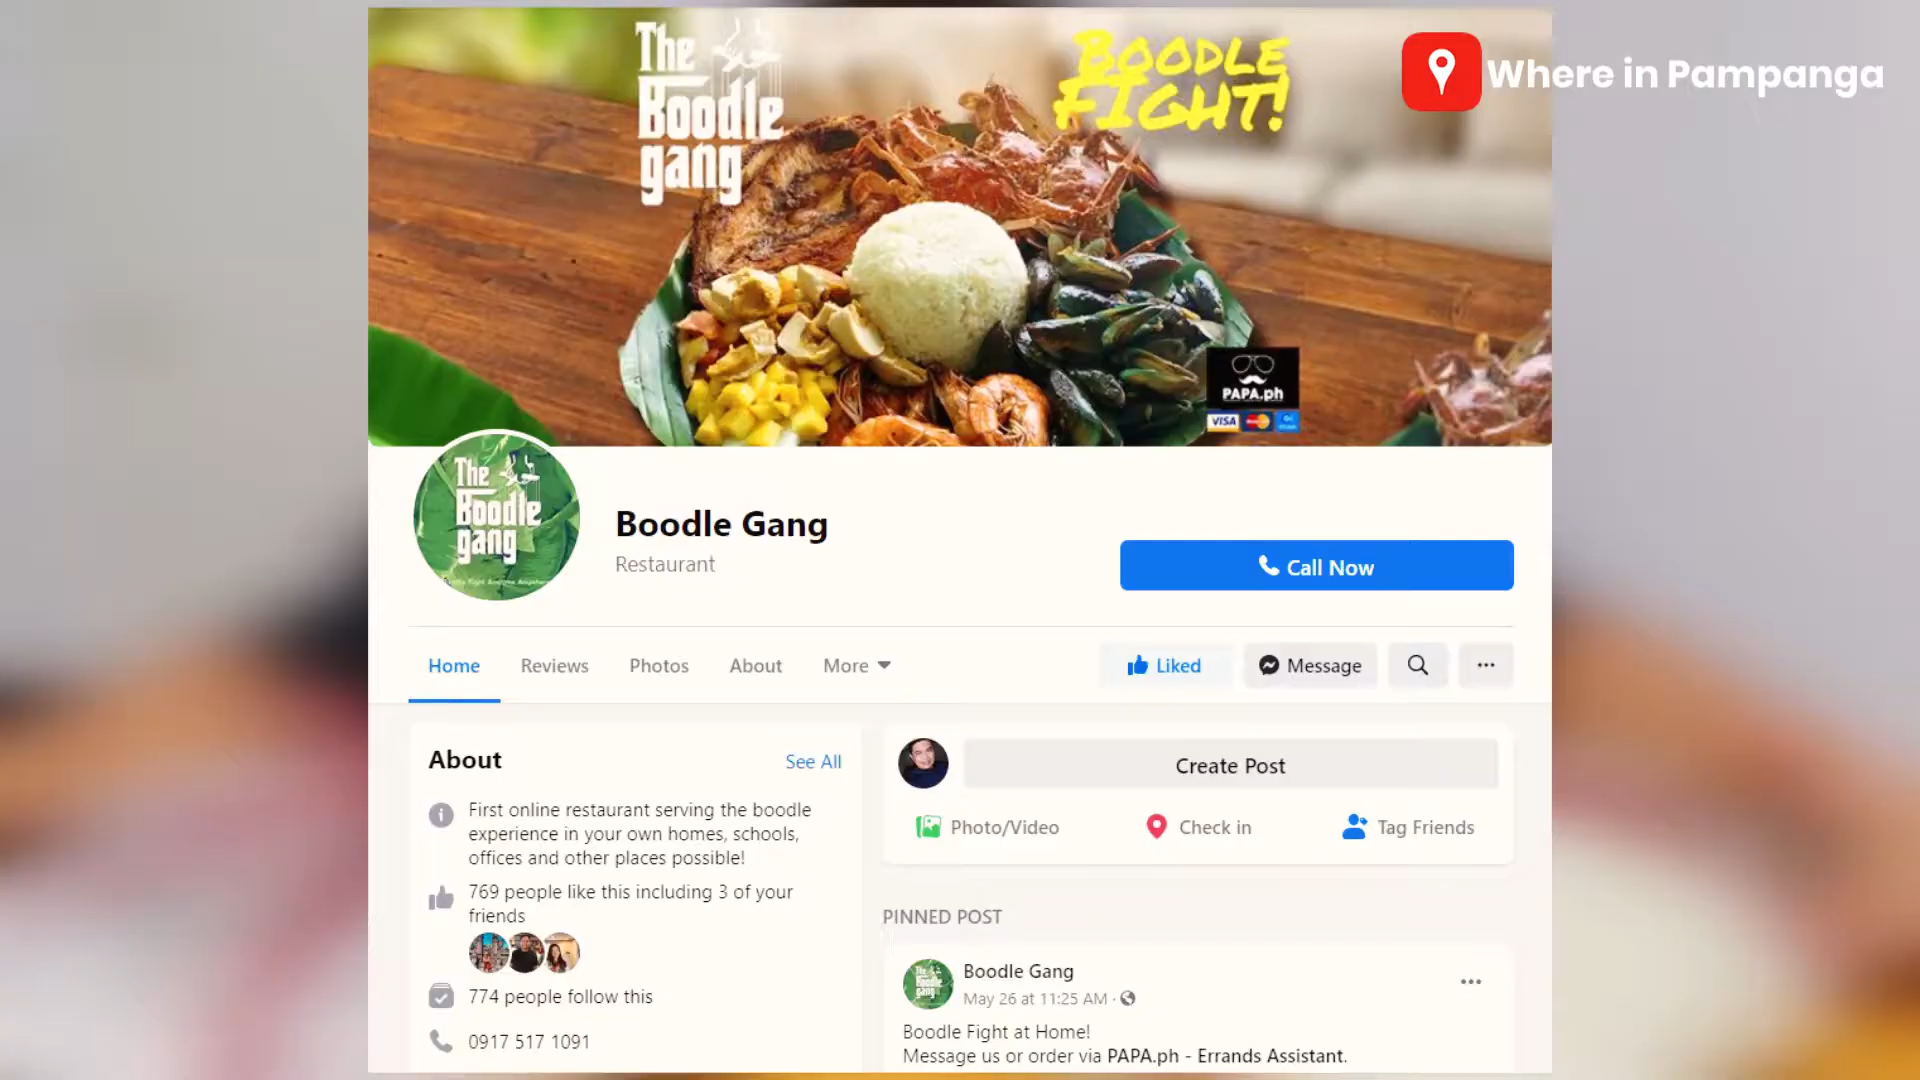 The
Boodle
gang
BOODLE
FIGHT!
Where in Pampanga
PAPA.ph
VISA
The
Boodle
gang
Boodle Gang
Restaurant
Call Now
Home
Reviews
Photos
About
More
Liked
Message
About
See All
First online restaurant serving the boodle
experience in your own homes, schools,
offices and other places possible!
769 people like this including 3 of your
friends
774 people follow this
0917 517 1091
Create Post
Photo/Video
Check in
Tag Friends
PINNED POST
The
Boodle
gang
Boodle Gang
May 26 at 11:25 AM ·
Boodle Fight at Home!
Message us or order via PAPA.ph - Errands Assistant.